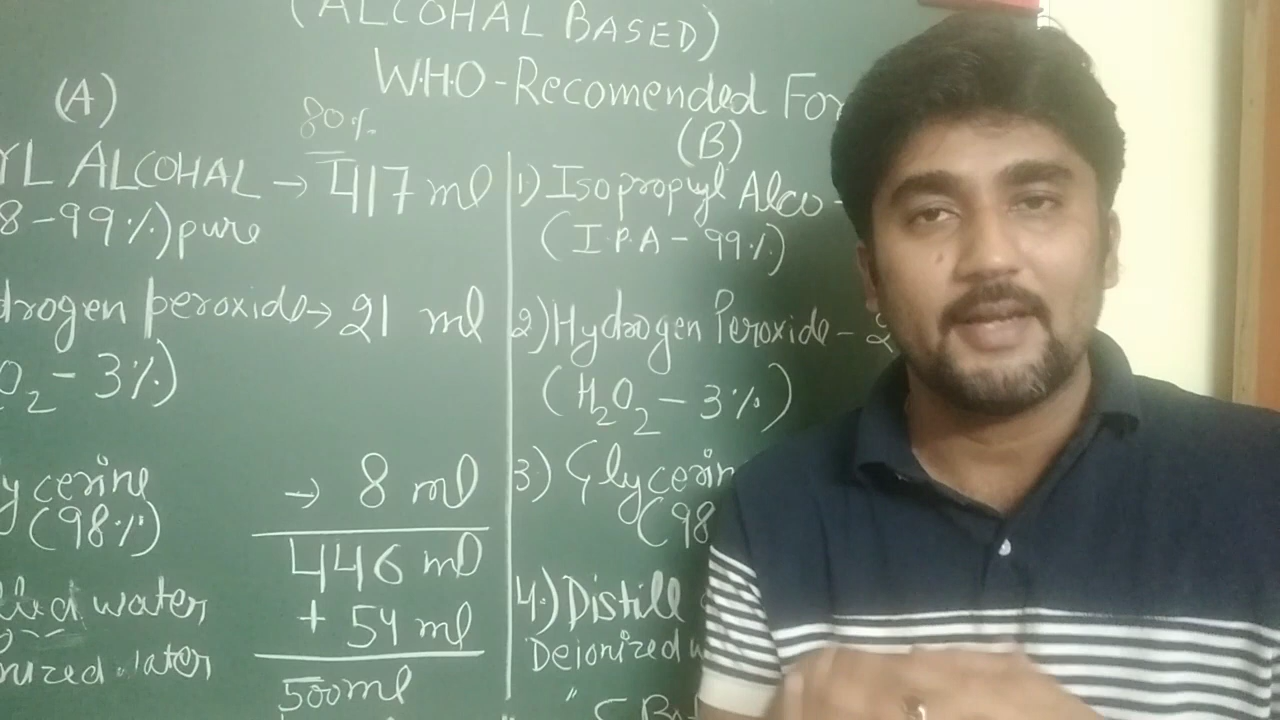 (ALCOHAL BASED)
W.H.O-Recomended For
(A)
80%
YL ALCOHAL → 417 ml
8-99%) pure
drogen peroxide → 21 ml
O2 - 3%)
ycerine → 8 ml
(98%)
446 ml
water + 54 ml
nized water
500ml
(B)
1) Isopropyl Alco-
(I.P.A - 99%)
2) Hydrogen Peroxide - 2
(H2O2 - 3%)
3) Glycerin
(98
4.) Distill
Deionized w